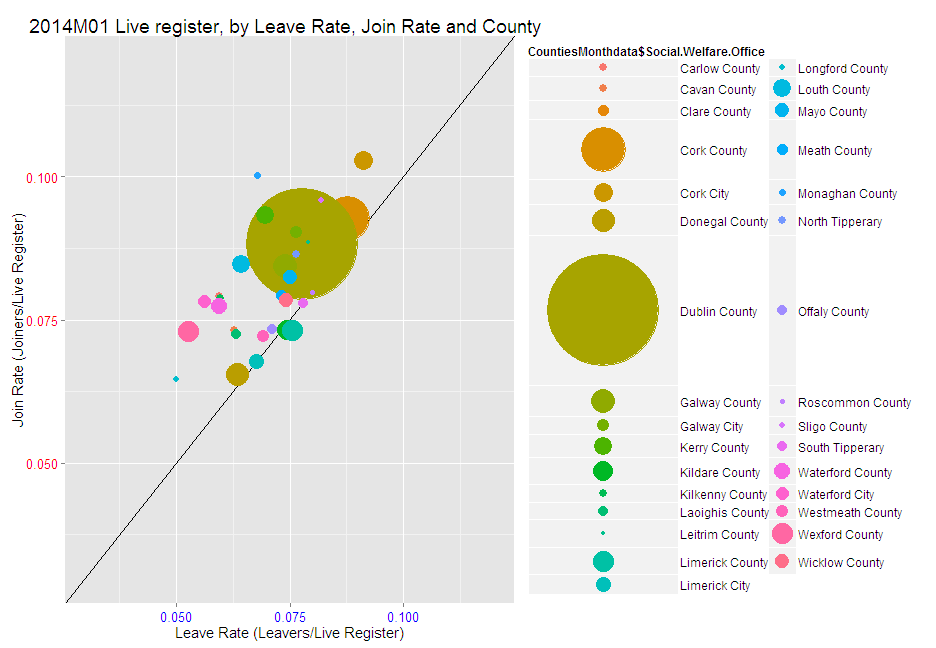 2014M01 Live register, by Leave Rate, Join Rate and County
Join Rate (Joiners/Live Register)
0.100
0.075
0.050
0.050 0.075 0.100
Leave Rate (Leavers/Live Register)
CountiesMonthdata$Social.Welfare.Office
Carlow County
Cavan County
Clare County
Cork County
Cork City
Donegal County
Dublin County
Galway County
Galway City
Kerry County
Kildare County
Kilkenny County
Laoighis County
Leitrim County
Limerick County
Limerick City
Longford County
Louth County
Mayo County
Meath County
Monaghan County
North Tipperary
Offaly County
Roscommon County
Sligo County
South Tipperary
Waterford County
Waterford City
Westmeath County
Wexford County
Wicklow County